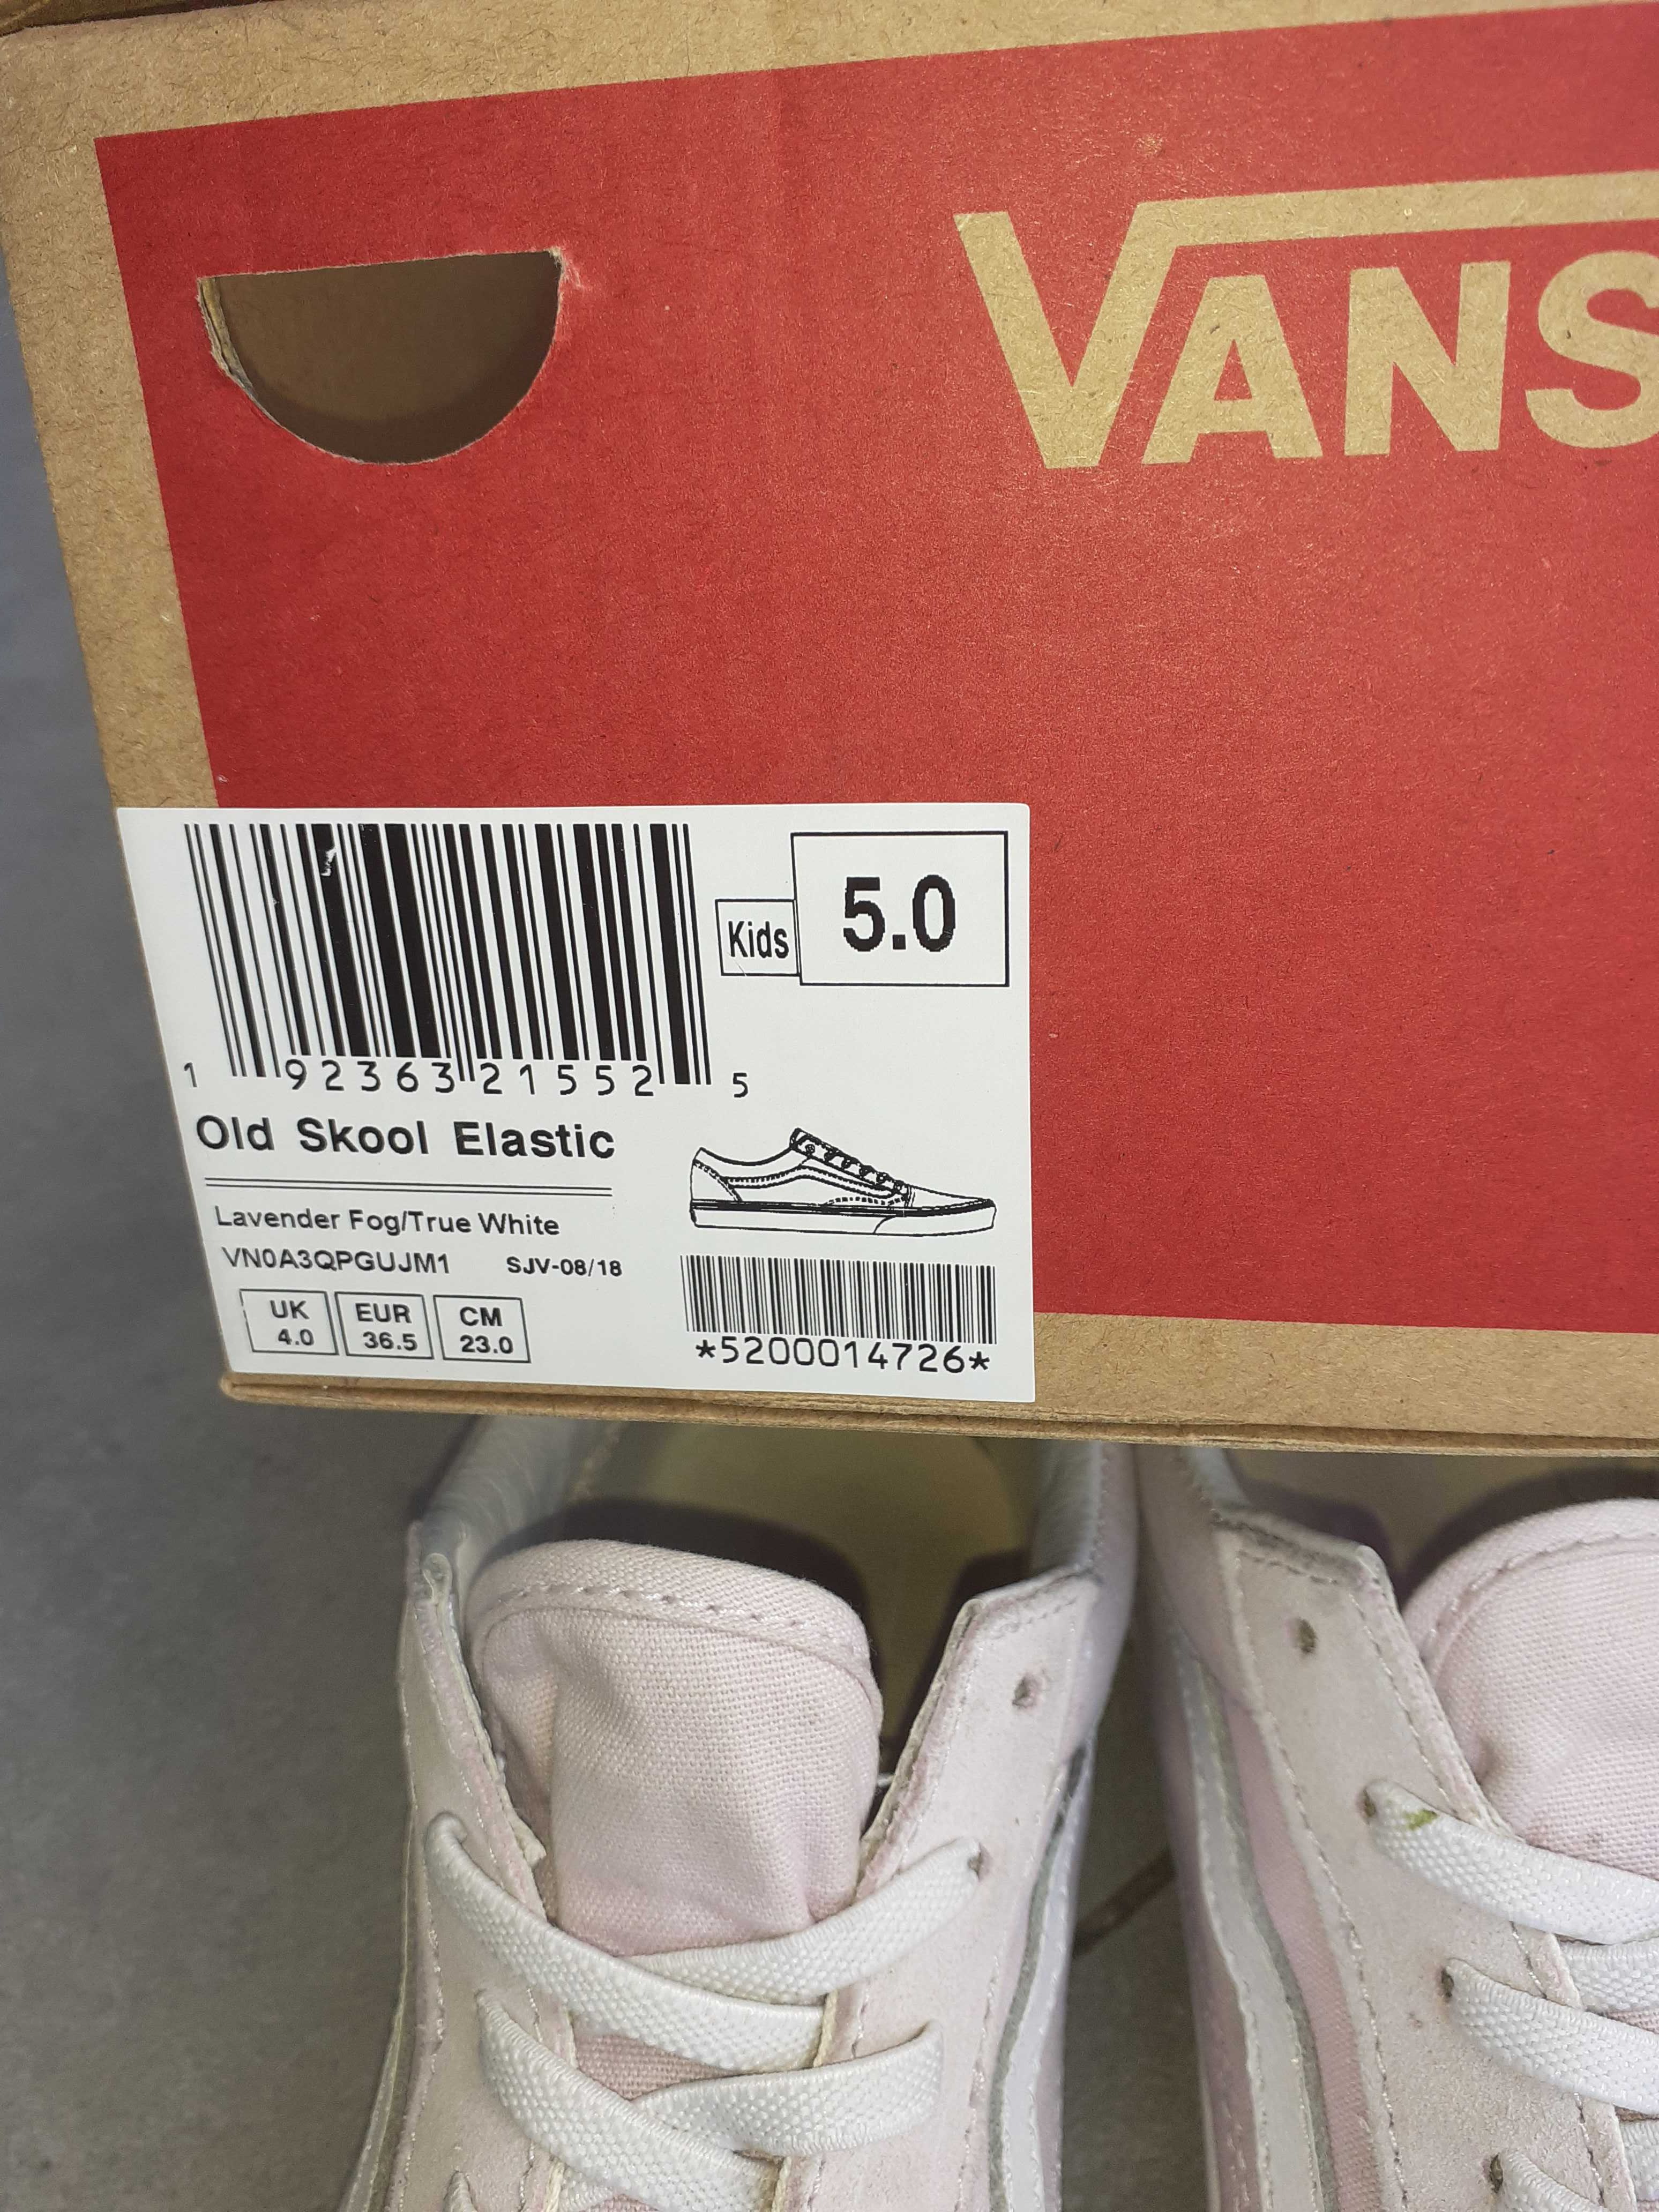 VANS
Kids
5.0
1 92363 21552 5
Old Skool Elastic
Lavender Fog/True White
VN0A3QPGUJM1 SJV-08/18
UK EUR CM
4.0 36.5 23.0
*5200014726*